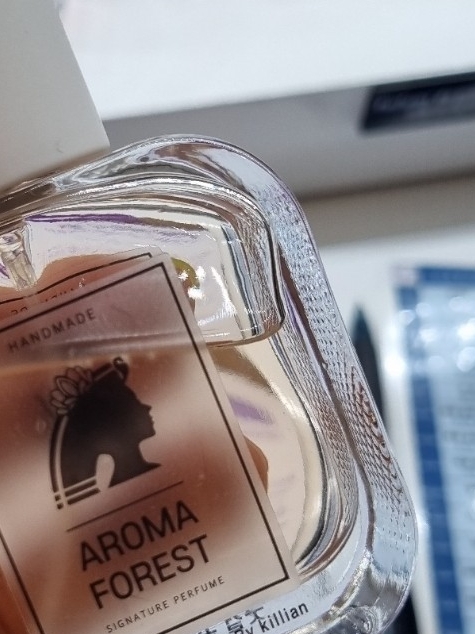 HANDMADE
AROMA
FOREST
SIGNATURE PERFUME
by killian